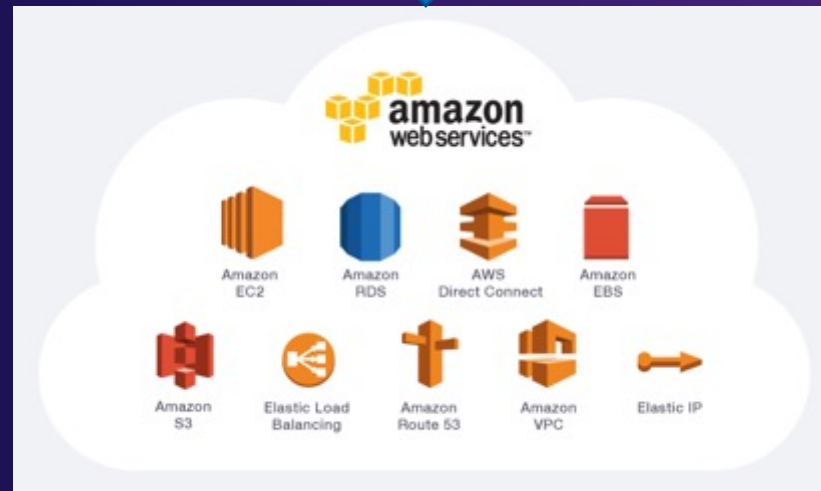 amazon
webservices™
Amazon
EC2
Amazon
RDS
AWS
Direct Connect
Amazon
EBS
Amazon
S3
Elastic Load
Balancing
Amazon
Route 53
Amazon
VPC
Elastic IP